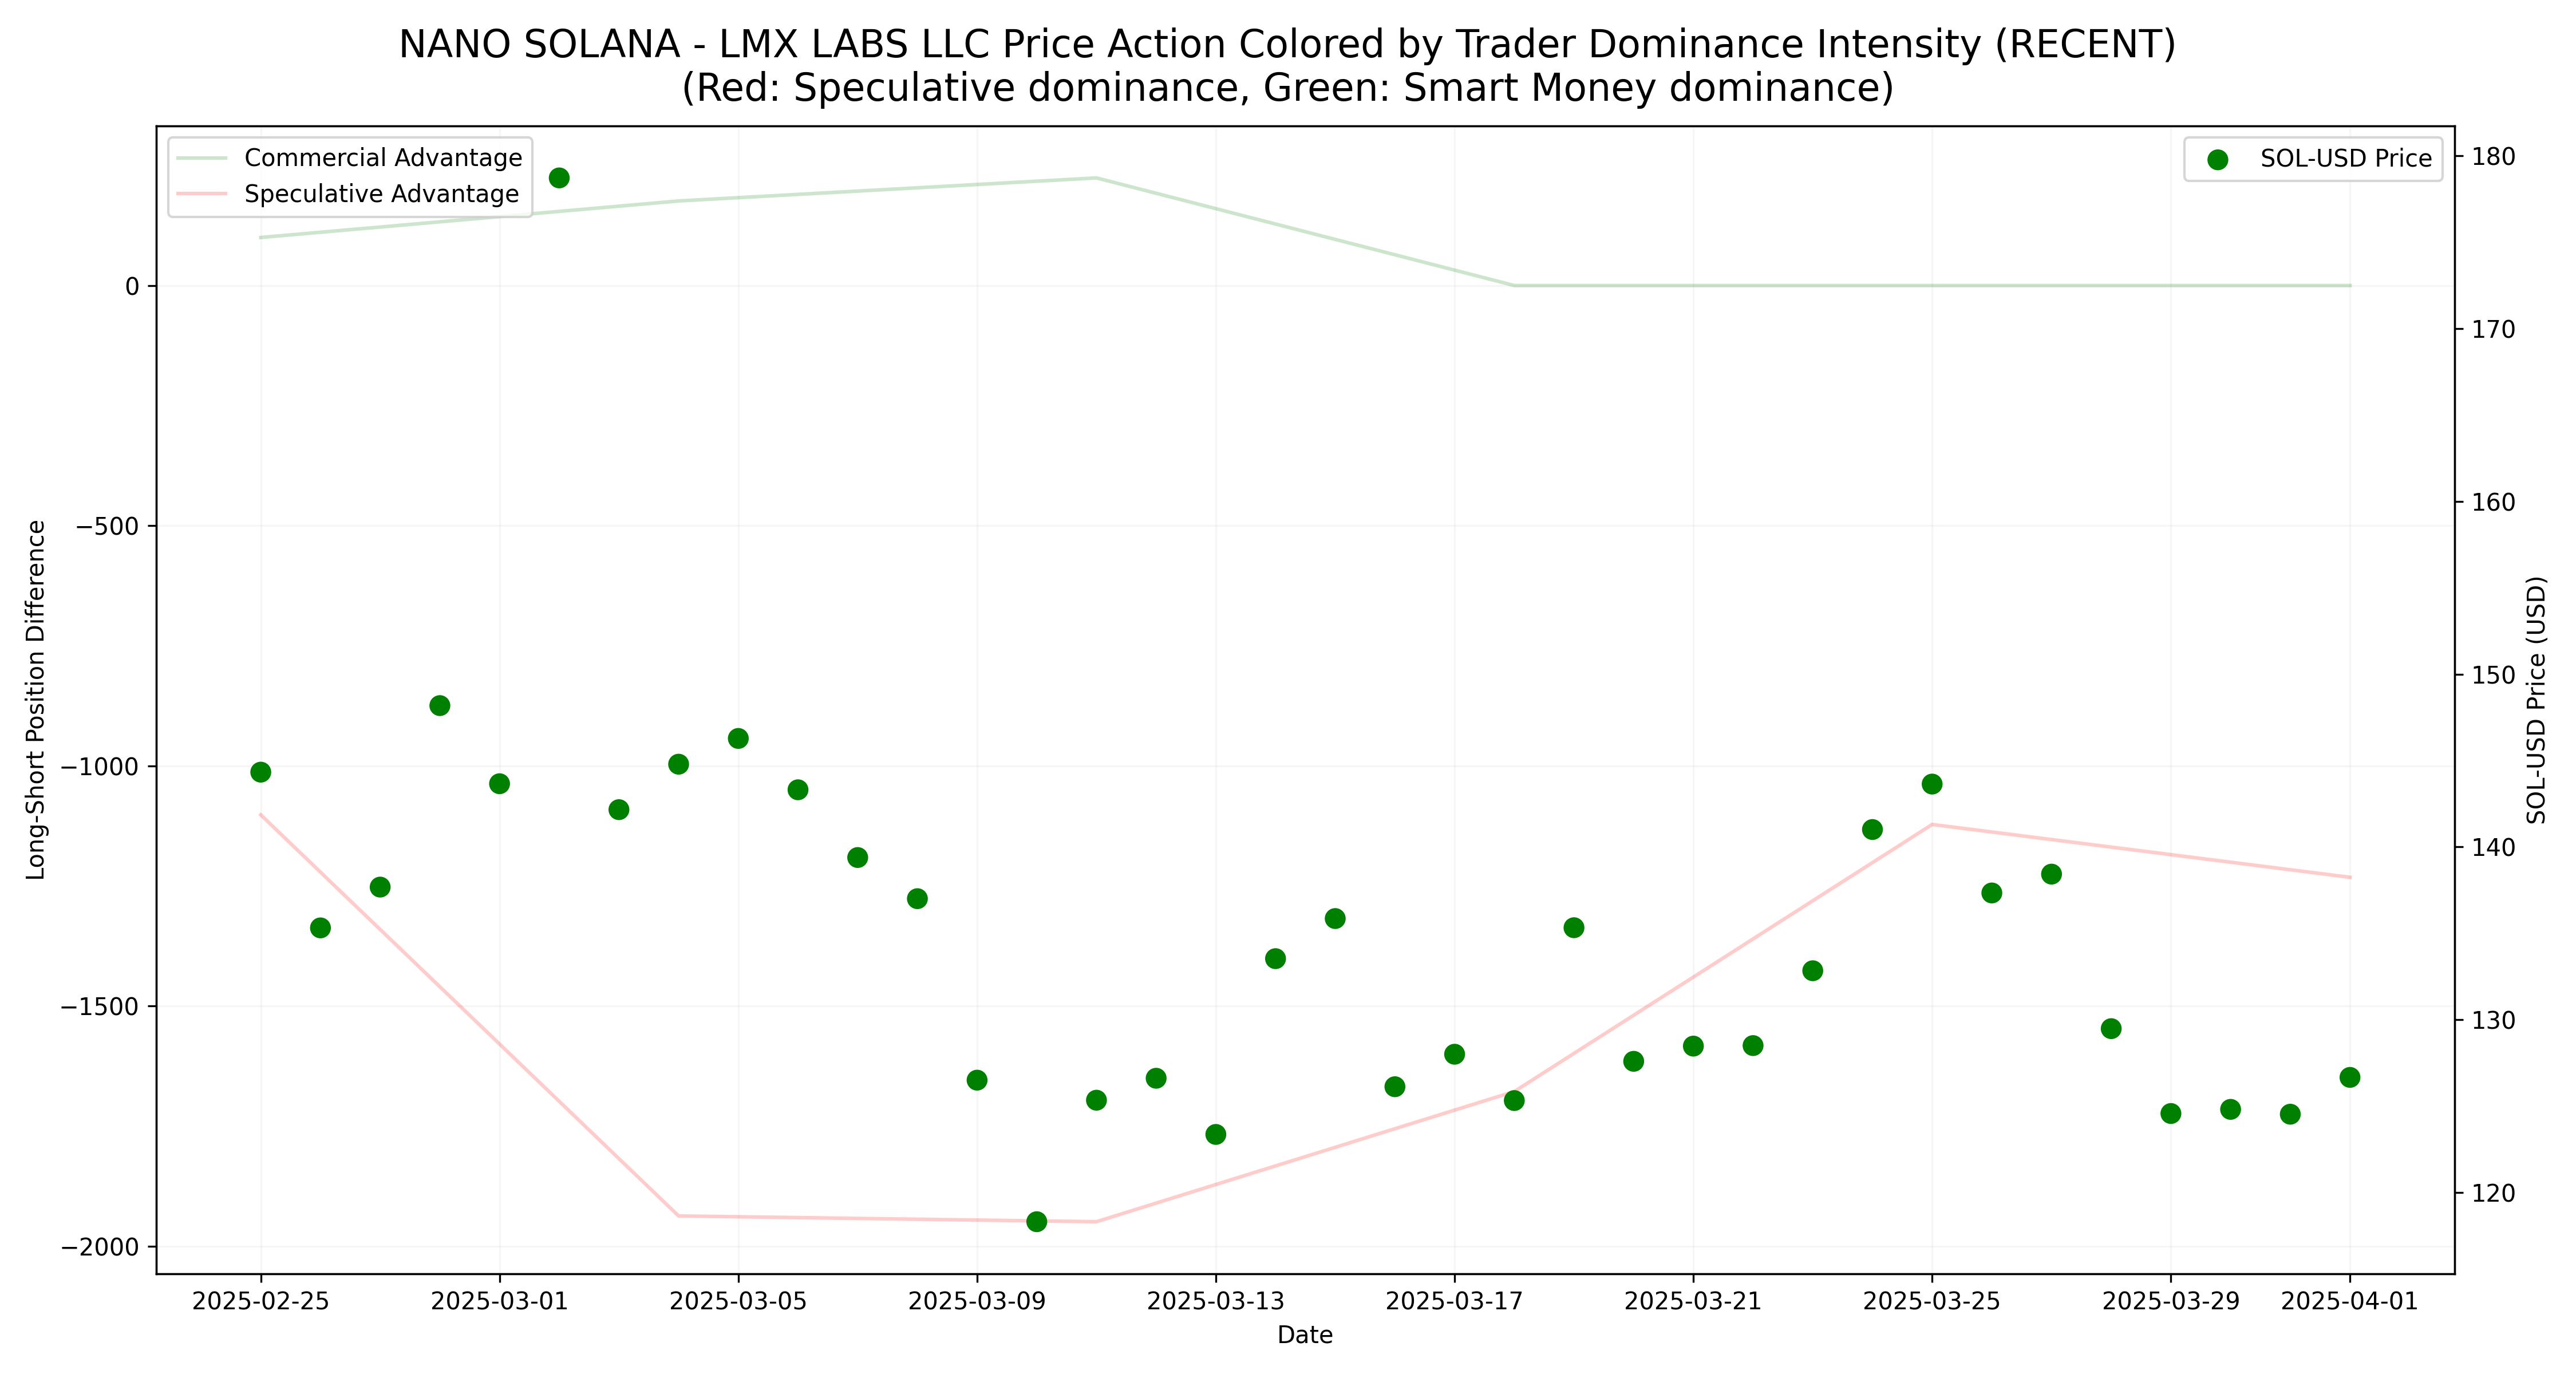 NANO SOLANA - LMX LABS LLC Price Action Colored by Trader Dominance Intensity (RECENT)
(Red: Speculative dominance, Green: Smart Money dominance)
Commercial Advantage
Speculative Advantage
SOL-USD Price
Long-Short Position Difference
0
−500
−1000
−1500
−2000
180
170
160
150
140
130
120
SOL-USD Price (USD)
2025-02-25 2025-03-01 2025-03-05 2025-03-09 2025-03-13 2025-03-17 2025-03-21 2025-03-25 2025-03-29 2025-04-01
Date